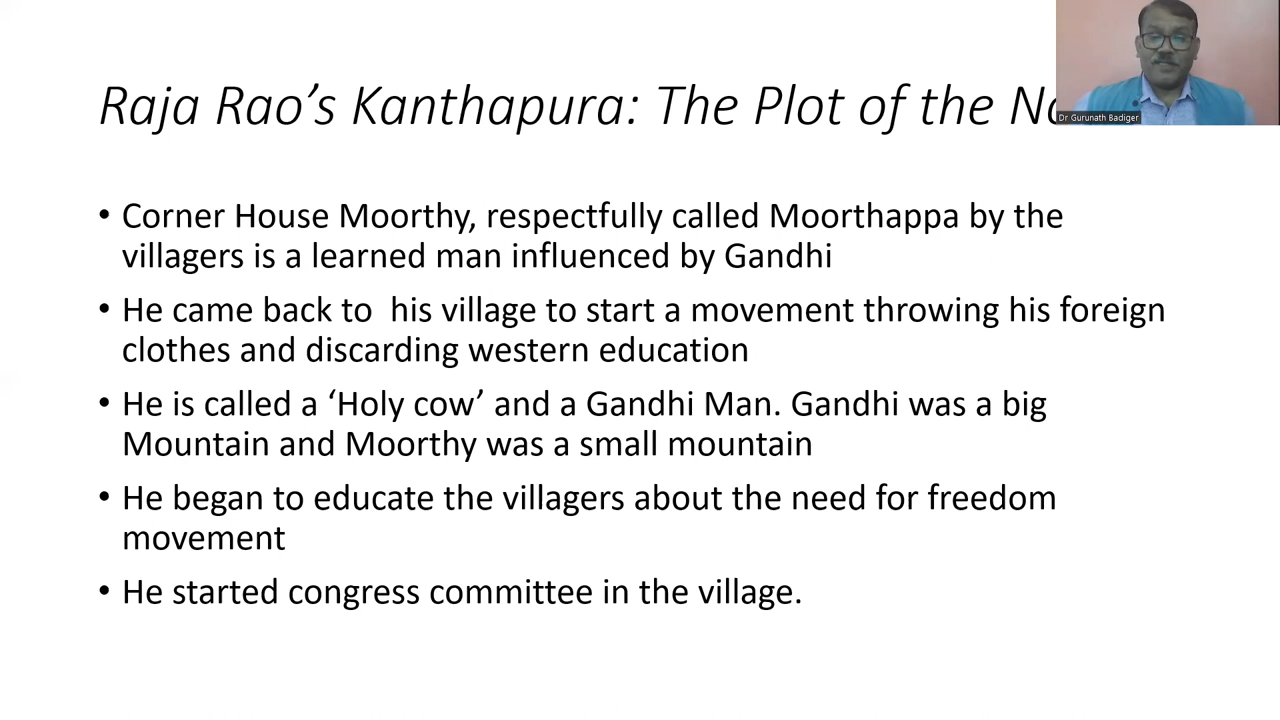 Raja Rao’s Kanthapura: The Plot of the
Dr Gurunath Badiger
• Corner House Moorthy, respectfully called Moorthappa by the
villagers is a learned man influenced by Gandhi
• He came back to  his village to start a movement throwing his foreign
clothes and discarding western education
• He is called a ‘Holy cow’ and a Gandhi Man. Gandhi was a big
Mountain and Moorthy was a small mountain
• He began to educate the villagers about the need for freedom
movement
• He started congress committee in the village.